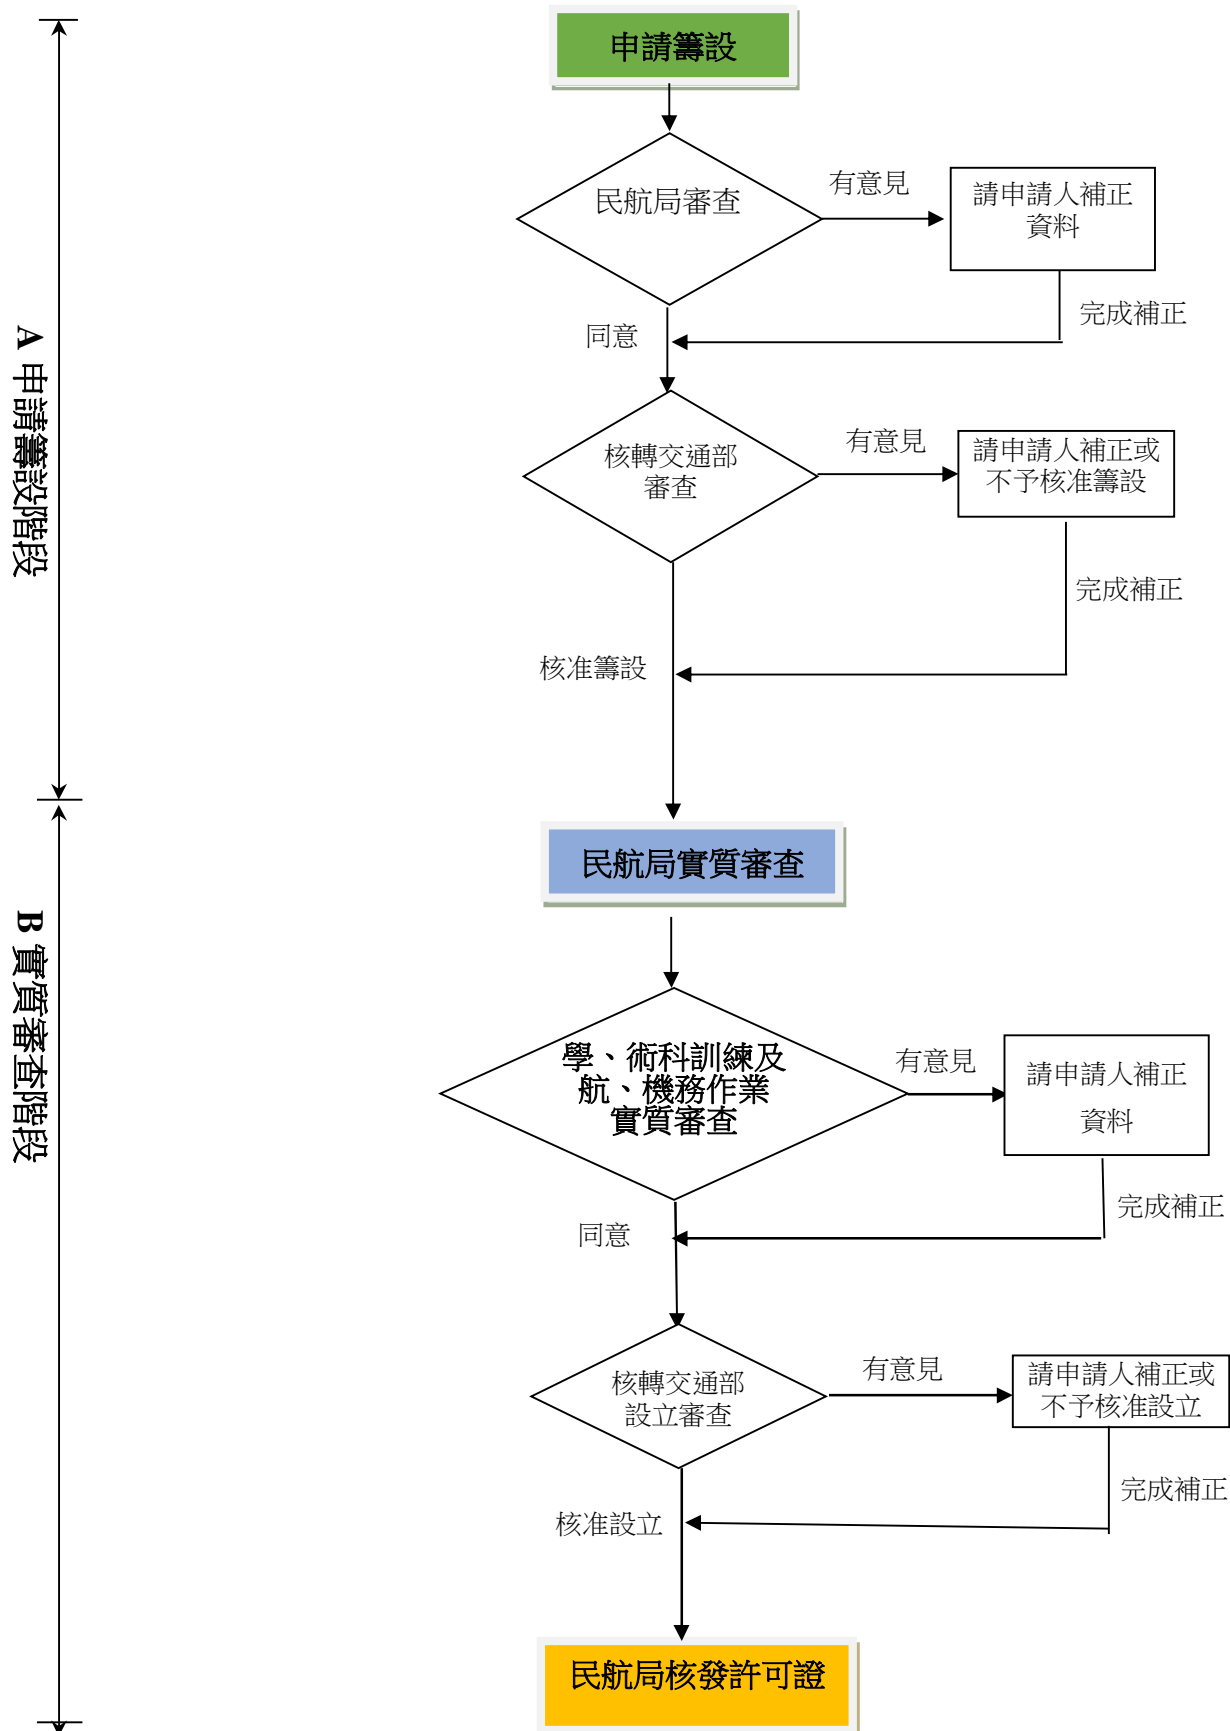 申請籌設
民航局審查
有意見
請申請人補正
資料
完成補正
同意
核轉交通部
審查
有意見
請申請人補正或
不予核准籌設
完成補正
核准籌設
A 申請籌設階段
民航局實質審查
學、術科訓練及
航、機務作業
實質審查
有意見
請申請人補正
資料
完成補正
同意
核轉交通部
設立審查
有意見
請申請人補正或
不予核准設立
完成補正
核准設立
B 實質審查階段
民航局核發許可證